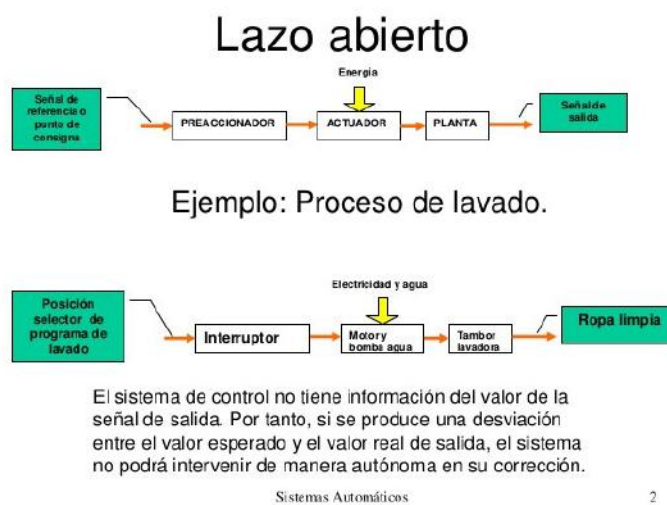 Lazo abierto
Energía
Señal de
referencia o
punto de
consigna
PREACCIONADOR
ACTUADOR
PLANTA
Señal de
salida
Ejemplo: Proceso de lavado.
Electricidad y agua
Posición
selector de
programa de
lavado
Interruptor
Motor y
bomba agua
Tambor
lavadora
Ropa limpia
El sistema de control no tiene información del valor de la
señal de salida. Por tanto, si se produce una desviación
entre el valor esperado y el valor real de salida, el sistema
no podrá intervenir de manera autónoma en su corrección.
Sistemas Automáticos
2